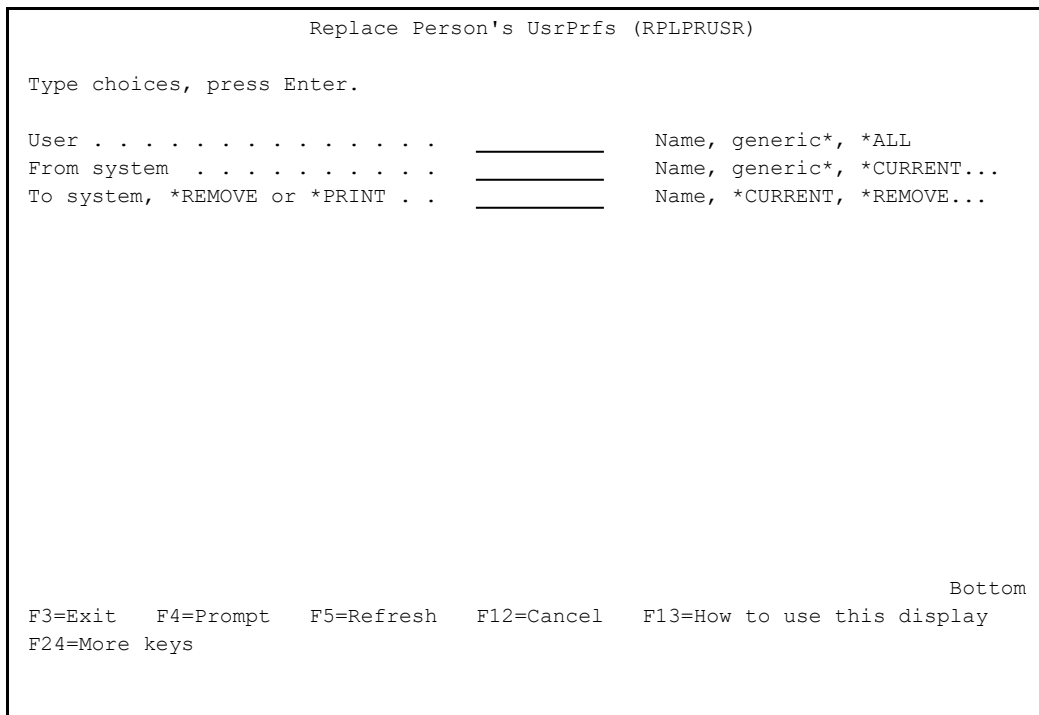 Replace Person's UsrPrfs (RPLPRUSR)
Type choices, press Enter.
User . . . . . . . . . . . . . . . Name, generic*, *ALL
From system . . . . . . . . . . Name, generic*, *CURRENT...
To system, *REMOVE or *PRINT . . Name, *CURRENT, *REMOVE...
Bottom
F3=Exit F4=Prompt F5=Refresh F12=Cancel F13=How to use this display
F24=More keys